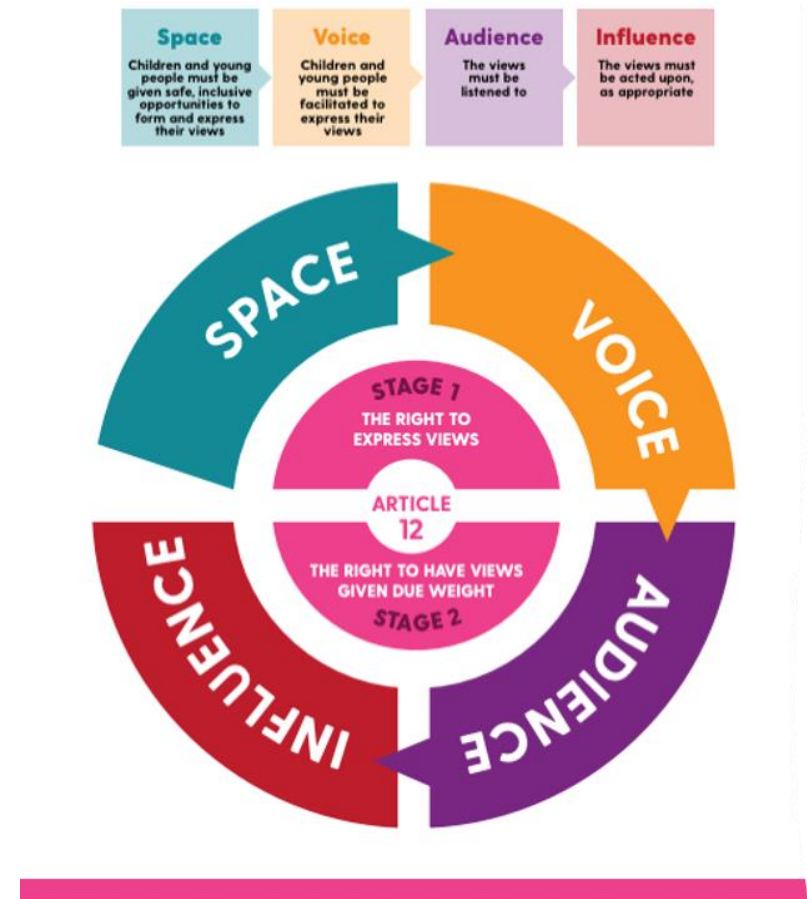 Space
Children and young
people must be
given safe, inclusive
opportunities to
form and express
their views
Voice
Children and
young people
must be
facilitated to
express their
views
Audience
The views
must be
listened to
Influence
The views must
be acted upon,
as appropriate
SPACE
VOICE
AUDIENCE
INFLUENCE
STAGE 1
THE RIGHT TO
EXPRESS VIEWS
ARTICLE
12
THE RIGHT TO HAVE VIEWS
GIVEN DUE WEIGHT
STAGE 2